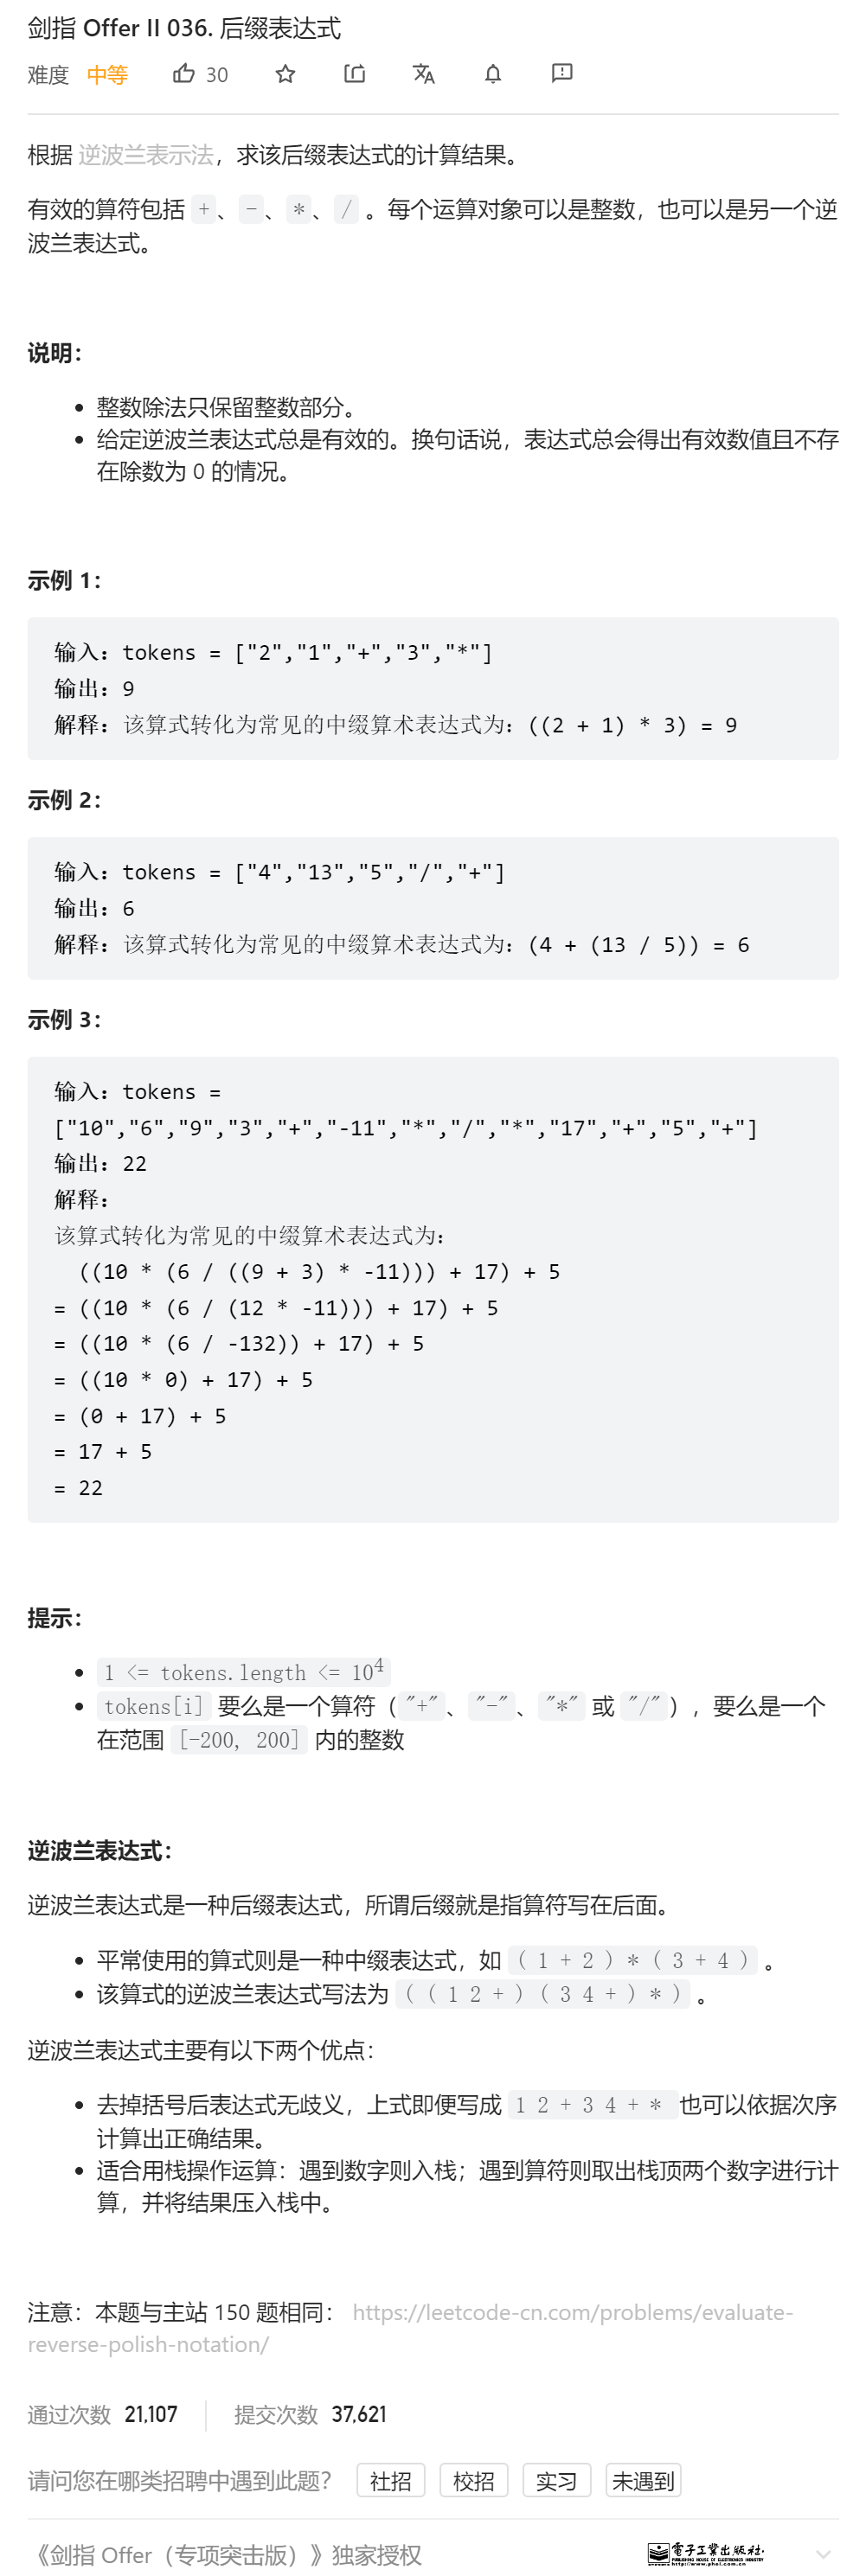 剑指 Offer II 036. 后缀表达式
难度 中等 30
根据 逆波兰表示法，求该后缀表达式的计算结果。
有效的算符包括 +、-、*、/ 。每个运算对象可以是整数，也可以是另一个逆
波兰表达式。
说明：
• 整数除法只保留整数部分。
• 给定逆波兰表达式总是有效的。换句话说，表达式总会得出有效数值且不存
在除数为 0 的情况。
示例 1：
输入：tokens = ["2","1","+","3","*"]
输出：9
解释：该算式转化为常见的中缀算术表达式为：((2 + 1) * 3) = 9
示例 2：
输入：tokens = ["4","13","5","/","+"]
输出：6
解释：该算式转化为常见的中缀算术表达式为：(4 + (13 / 5)) = 6
示例 3：
输入：tokens =
["10","6","9","3","+","-11","*","/","*","17","+","5","+"]
输出：22
解释：
该算式转化为常见的中缀算术表达式为：
((10 * (6 / ((9 + 3) * -11))) + 17) + 5
= ((10 * (6 / (12 * -11))) + 17) + 5
= ((10 * (6 / -132)) + 17) + 5
= ((10 * 0) + 17) + 5
= (0 + 17) + 5
= 17 + 5
= 22
提示：
• 1 <= tokens.length <= 10⁴
• tokens[i] 要么是一个算符（"+"、"-"、"*" 或 "/"），要么是一个
在范围 [-200, 200] 内的整数
逆波兰表达式：
逆波兰表达式是一种后缀表达式，所谓后缀就是指算符写在后面。
• 平常使用的算式则是一种中缀表达式，如 ( 1 + 2 ) * ( 3 + 4 ) 。
• 该算式的逆波兰表达式写法为 ( ( 1 2 + ) ( 3 4 + ) * ) 。
逆波兰表达式主要有以下两个优点：
• 去掉括号后表达式无歧义，上式即便写成 1 2 + 3 4 + * 也可以依据次序
计算出正确结果。
• 适合用栈操作运算：遇到数字则入栈；遇到算符则取出栈顶两个数字进行计
算，并将结果压入栈中。
注意：本题与主站 150 题相同： https://leetcode-cn.com/problems/evaluate-
reverse-polish-notation/
通过次数 21,107 提交次数 37,621
请问您在哪类招聘中遇到此题？ 社招 校招 实习 未遇到
《剑指 Offer（专项突击版）》独家授权 電子工業出版社
PUBLISHING HOUSE OF ELECTRONICS INDUSTRY
http://www.phei.com.cn